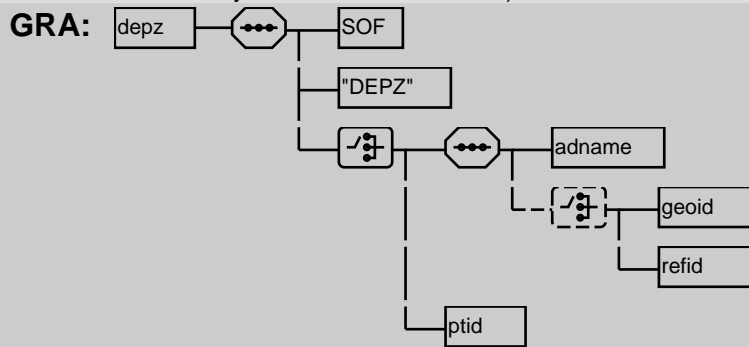 GRA: depz SOF
"DEPZ"
adname
geoid
refid
ptid